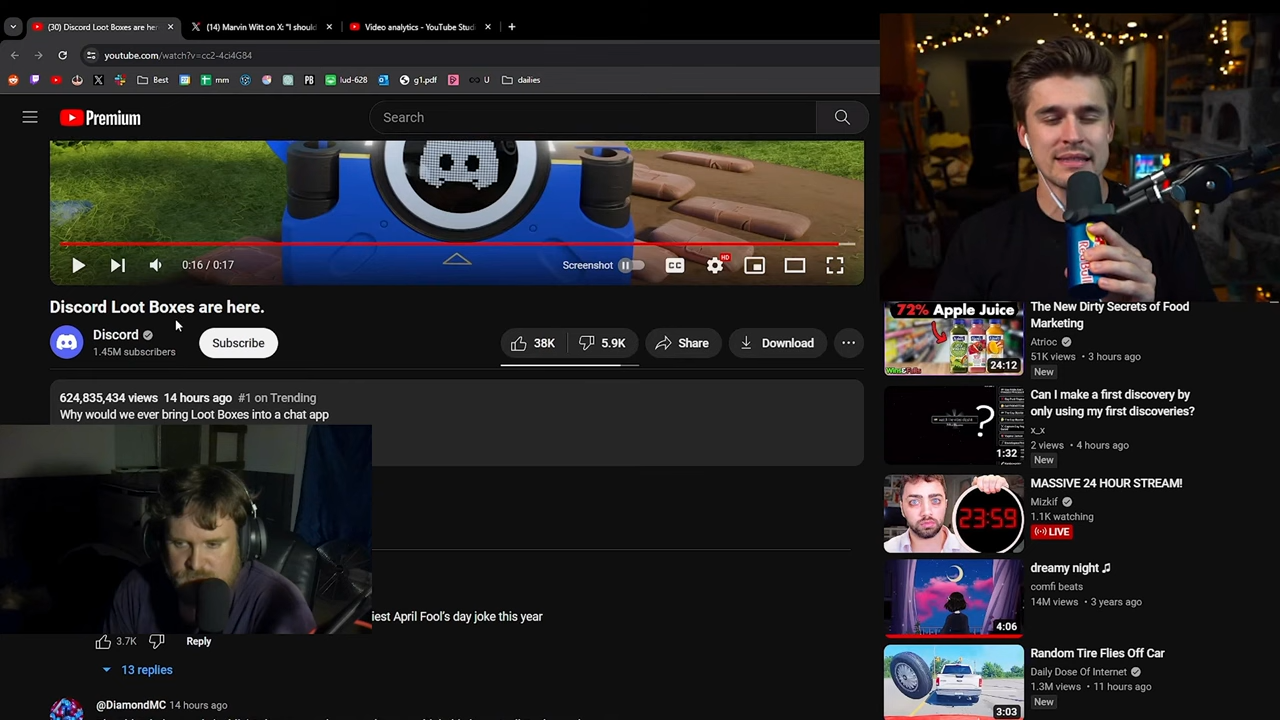 (30) Discord Loot Boxes are her
(14) Marvin Witt on X: "I should
Video analytics - YouTube Stud
youtube.com/watch?v=cc2-4ci4G84
Best
mm
PB
lud-628
g1.pdf
U
dailies
Premium
Search
0:16 / 0:17
Screenshot
CC
HD
Discord Loot Boxes are here.
Discord
1.45M subscribers
Subscribe
38K
5.9K
Share
Download
624,835,434 views 14 hours ago #1 on Trending
Why would we ever bring Loot Boxes into a chat app
iest April Fool's day joke this year
3.7K
Reply
13 replies
@DiamondMC 14 hours ago
72% Apple Juice
24:12
The New Dirty Secrets of Food
Marketing
Atrioc
51K views • 3 hours ago
New
?
1:32
Can I make a first discovery by
only using my first discoveries?
x_x
2 views • 4 hours ago
New
23:59
MASSIVE 24 HOUR STREAM!
Mizkif
1.1K watching
LIVE
4:06
dreamy night
comfi beats
14M views • 3 years ago
3:03
Random Tire Flies Off Car
Daily Dose Of Internet
1.3M views • 11 hours ago
New
Red Bull